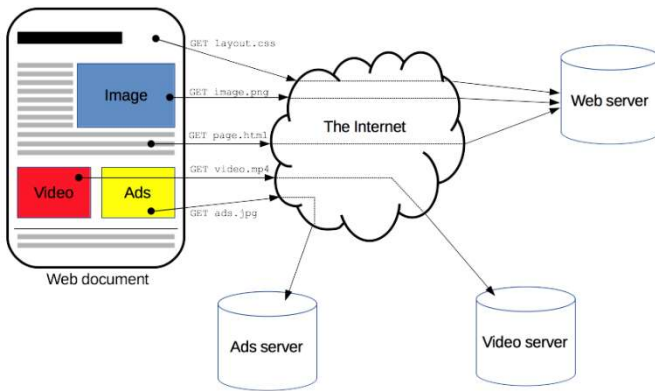 GET layout.css
Image
GET image.png
Web server
The Internet
GET page.html
GET video.mp4
Video
Ads
GET ads.jpg
Web document
Ads server
Video server